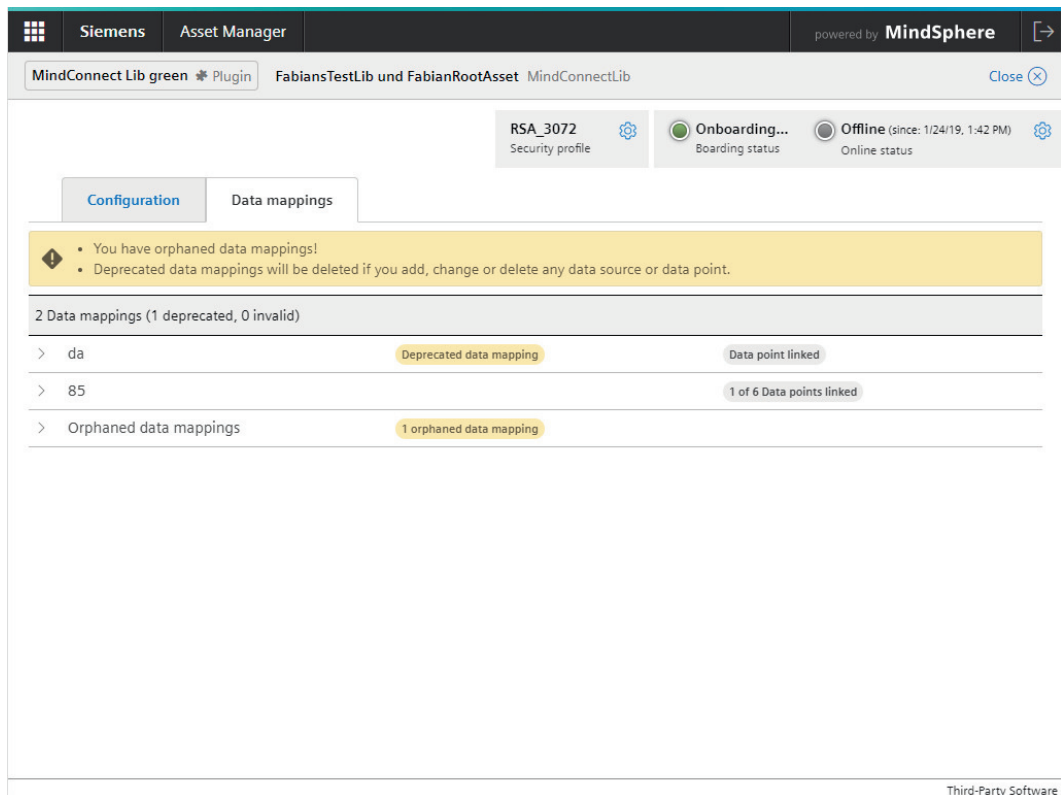 Siemens Asset Manager powered by MindSphere
MindConnect Lib green Plugin FabiansTestLib und FabianRootAsset MindConnectLib Close
RSA_3072 Onboarding... Offline (since: 1/24/19, 1:42 PM)
Security profile Boarding status Online status
Configuration Data mappings
• You have orphaned data mappings!
• Deprecated data mappings will be deleted if you add, change or delete any data source or data point.
2 Data mappings (1 deprecated, 0 invalid)
da Deprecated data mapping Data point linked
85 1 of 6 Data points linked
Orphaned data mappings 1 orphaned data mapping
Third-Party Software